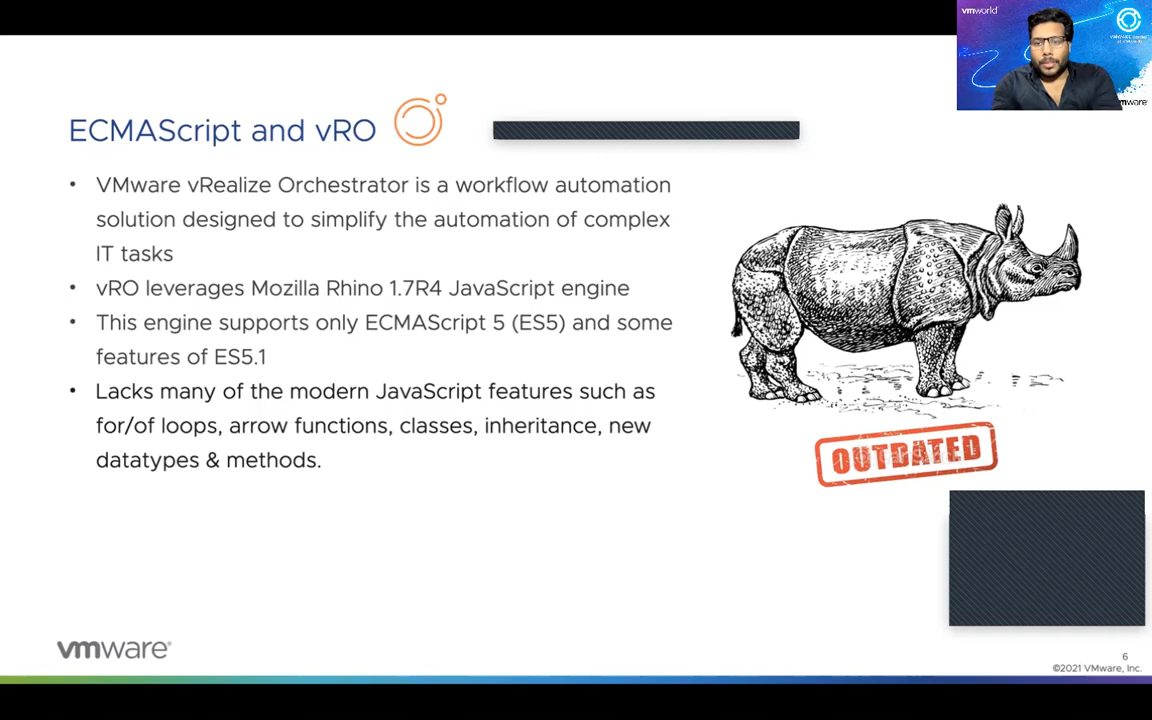 vmworld
vmware
ECMAScript and vRO
• VMware vRealize Orchestrator is a workflow automation
solution designed to simplify the automation of complex
IT tasks
• vRO leverages Mozilla Rhino 1.7R4 JavaScript engine
• This engine supports only ECMAScript 5 (ES5) and some
features of ES5.1
• Lacks many of the modern JavaScript features such as
for/of loops, arrow functions, classes, inheritance, new
datatypes & methods.
OUTDATED
vmware®
6
©2021 VMware, Inc.